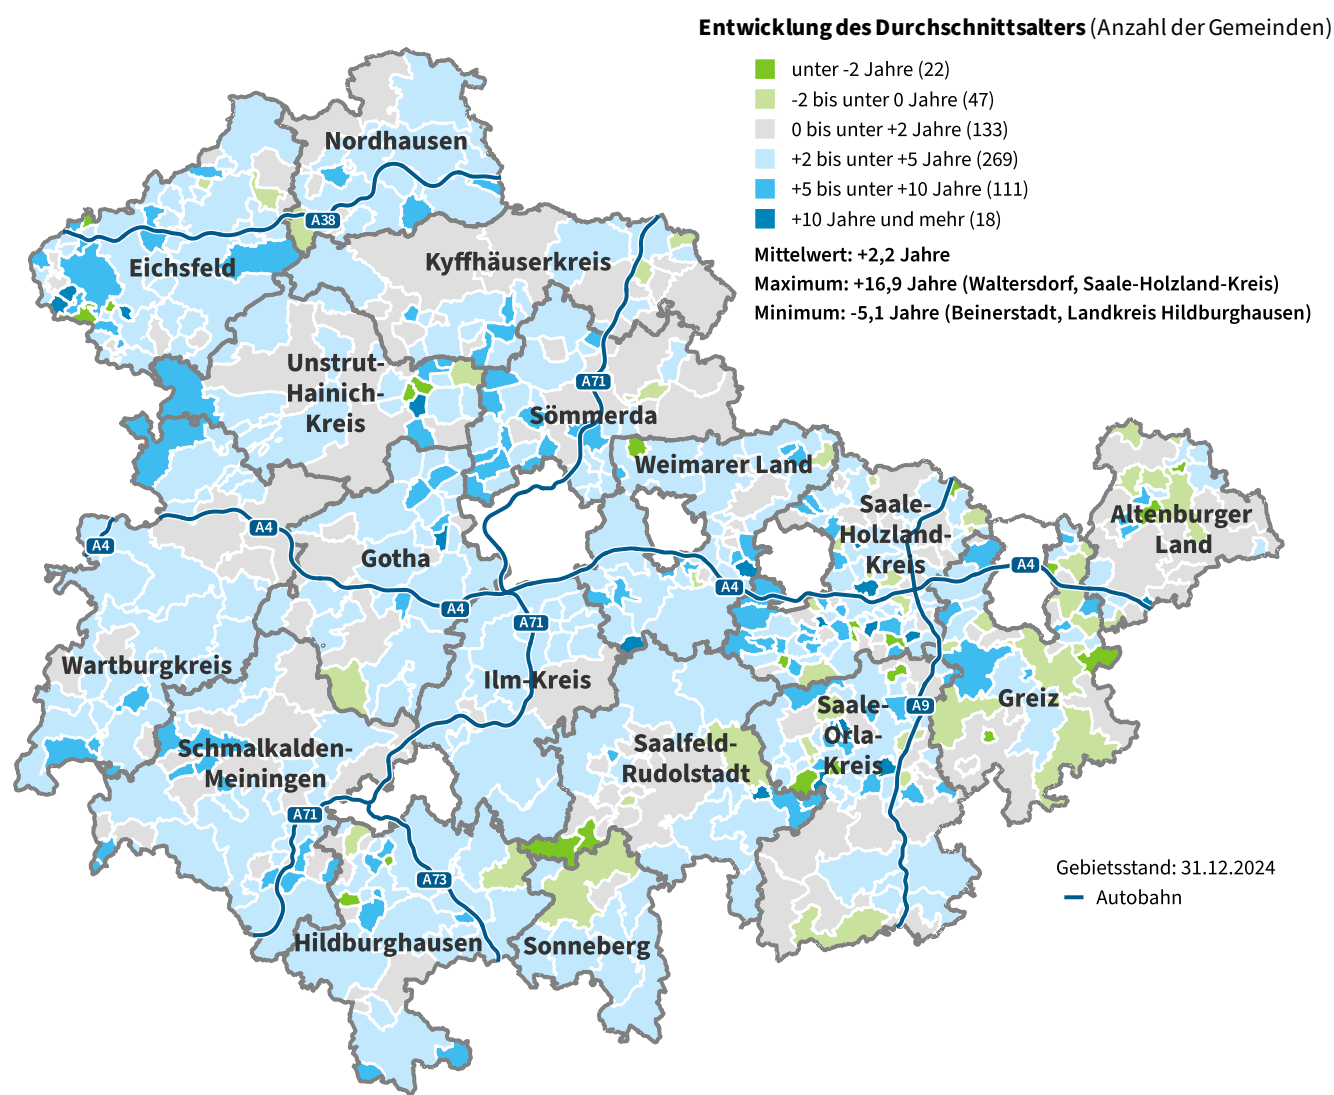 Entwicklung des Durchschnittsalters (Anzahl der Gemeinden)
unter -2 Jahre (22)
-2 bis unter 0 Jahre (47)
0 bis unter +2 Jahre (133)
+2 bis unter +5 Jahre (269)
+5 bis unter +10 Jahre (111)
+10 Jahre und mehr (18)
Mittelwert: +2,2 Jahre
Maximum: +16,9 Jahre (Waltersdorf, Saale-Holzland-Kreis)
Minimum: -5,1 Jahre (Beinerstadt, Landkreis Hildburghausen)
Nordhausen
A38
Eichsfeld
Kyffhäuserkreis
Unstrut-
Hainich-
Kreis
A71
Sömmerda
Weimarer Land
Saale-
Holzland-
Kreis
Altenburger
Land
A4
A4
Gotha
A4
A4
A4
A71
Wartburgkreis
Ilm-Kreis
Saale-
Orla-
Kreis
A9
Greiz
Schmalkalden-
Meiningen
Saalfeld-
Rudolstadt
A71
A73
Hildburghausen
Sonneberg
Gebietsstand: 31.12.2024
Autobahn